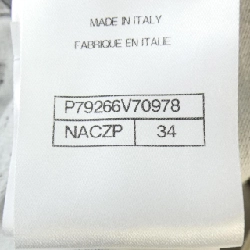 MADE IN ITALY
FABRIQUE EN ITALIE
P79266V70978
NACZP 34